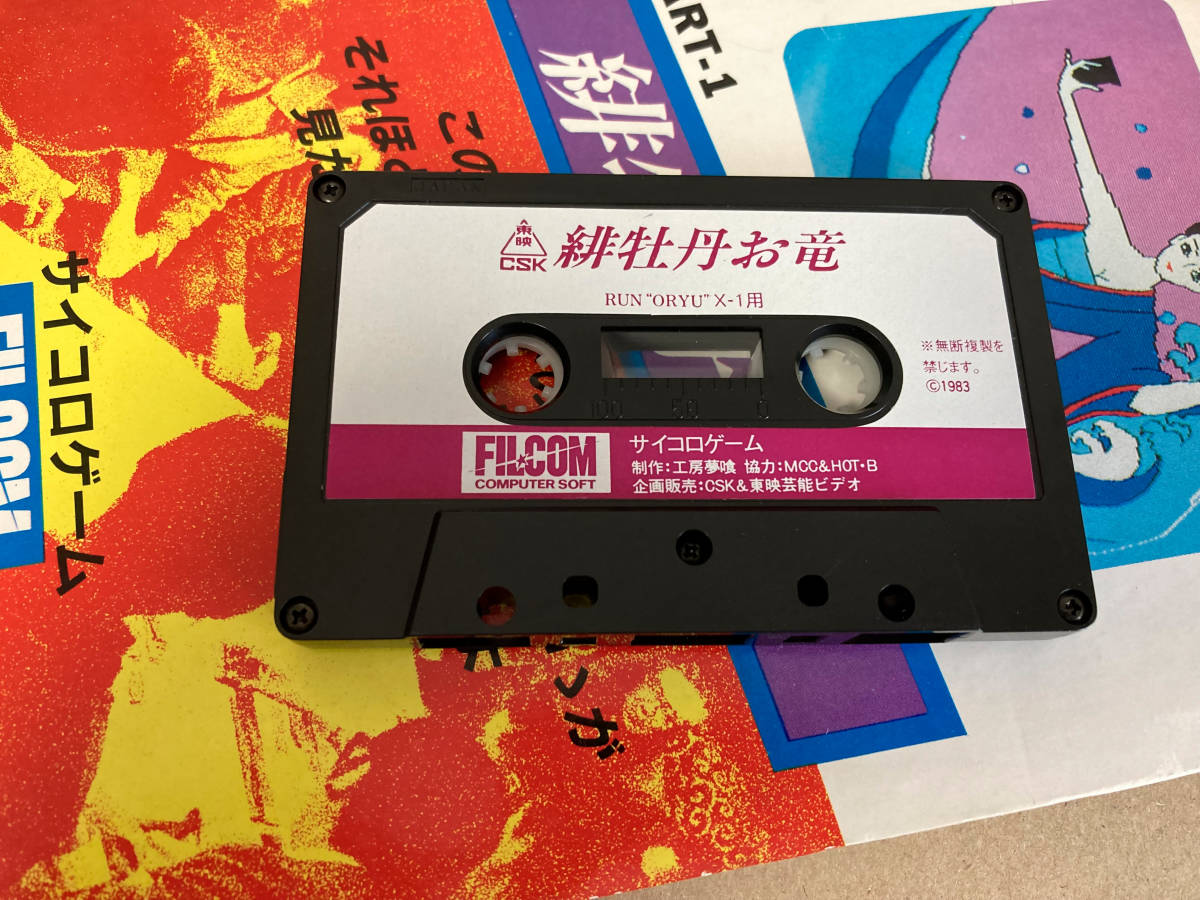 ART-1
緋
この
それほ
見
サイコロゲーム
FILCOM
っが
JAPAN
東映
CSK
緋牡丹お竜
RUN “ORYU” X-1用
※無断複製を
禁じます。
©1983
100 50 0
FILCOM
COMPUTER SOFT
サイコロゲーム
制作:工房夢喰 協力:MCC&HOT・B
企画販売:CSK&東映芸能ビデオ